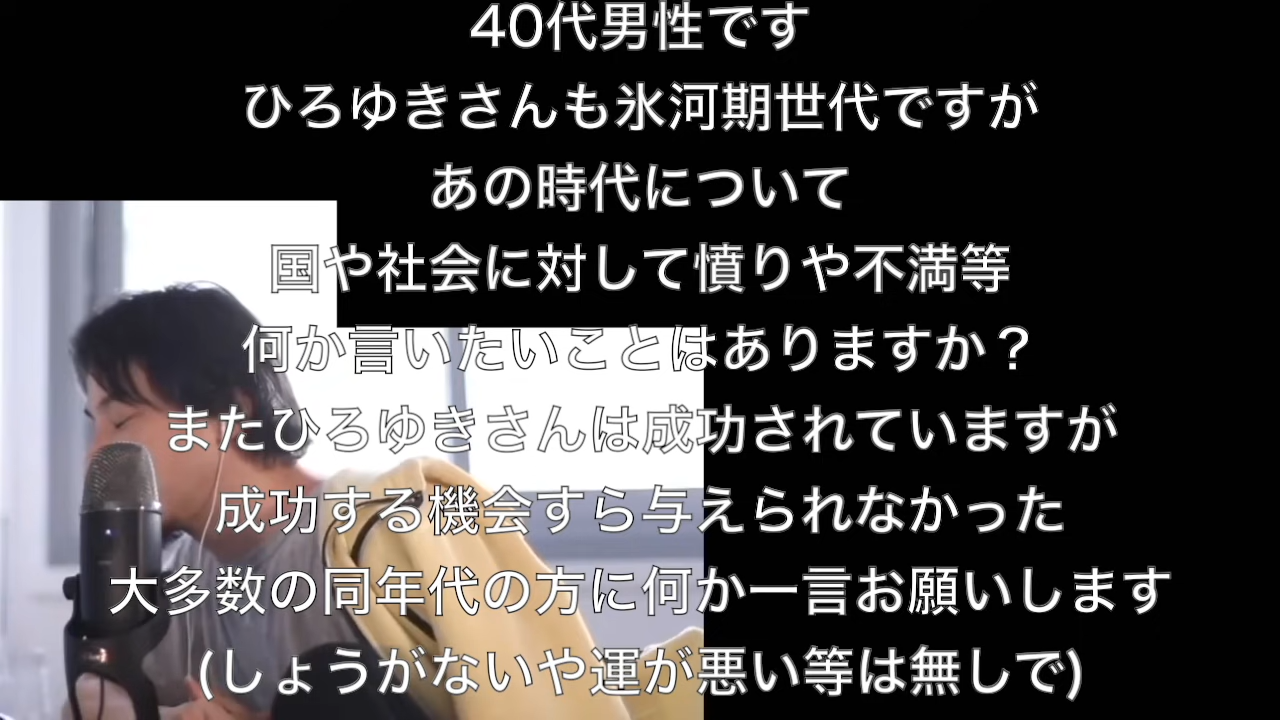 40代男性です
ひろゆきさんも氷河期世代ですが
あの時代について
国や社会に対して憤りや不満等
何か言いたいことはありますか？
またひろゆきさんは成功されていますが
成功する機会すら与えられなかった
大多数の同年代の方に何か一言お願いします
(しょうがないや運が悪い等は無しで)